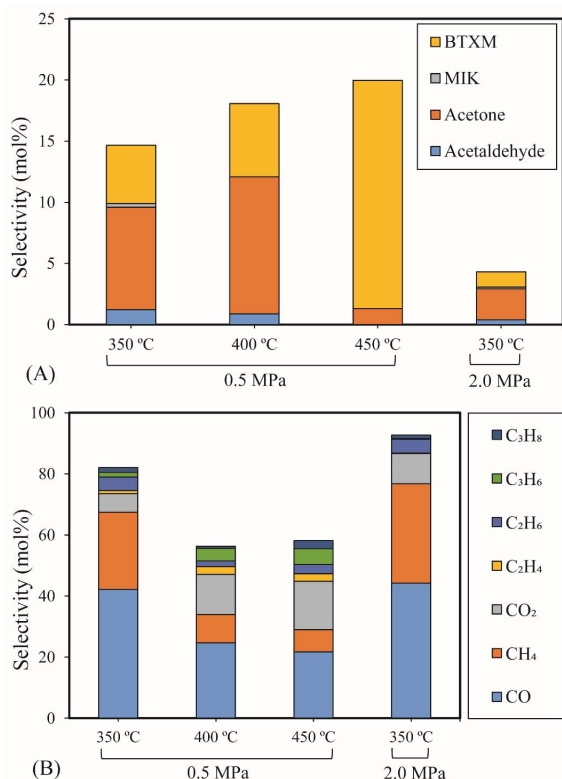 25
20
15
10
5
0
Selectivity (mol%)
BTXM
MIK
Acetone
Acetaldehyde
350 ºC 400 ºC 450 ºC 350 ºC
0.5 MPa 2.0 MPa
(A)
100
80
60
40
20
0
Selectivity (mol%)
C₃H₈
C₃H₆
C₂H₆
C₂H₄
CO₂
CH₄
CO
350 ºC 400 ºC 450 ºC 350 ºC
0.5 MPa 2.0 MPa
(B)